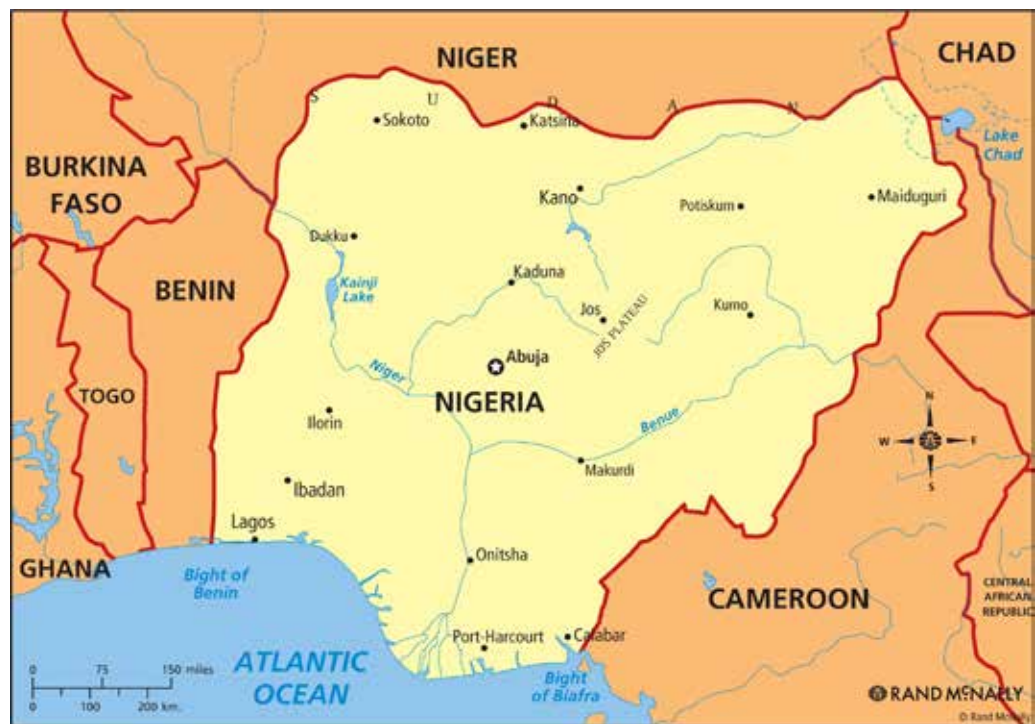 NIGER
CHAD
S U D A N
Sokoto
Katsina
Lake
Chad
BURKINA
FASO
Kano
Potiskum
Maiduguri
Dukku
BENIN
Kainji
Lake
Kaduna
Jos
JOS PLATEAU
Kumo
Abuja
Niger
NIGERIA
TOGO
Ilorin
Benue
N
W E
S
Makurdi
Ibadan
Lagos
Onitsha
GHANA
Bight of
Benin
CAMEROON
CENTRAL
AFRICAN
REPUBLIC
Port-Harcourt
Calabar
ATLANTIC
OCEAN
Bight
of Biafra
0 75 150 miles
0 100 200 km.
RAND McNALLY
© Rand McNally